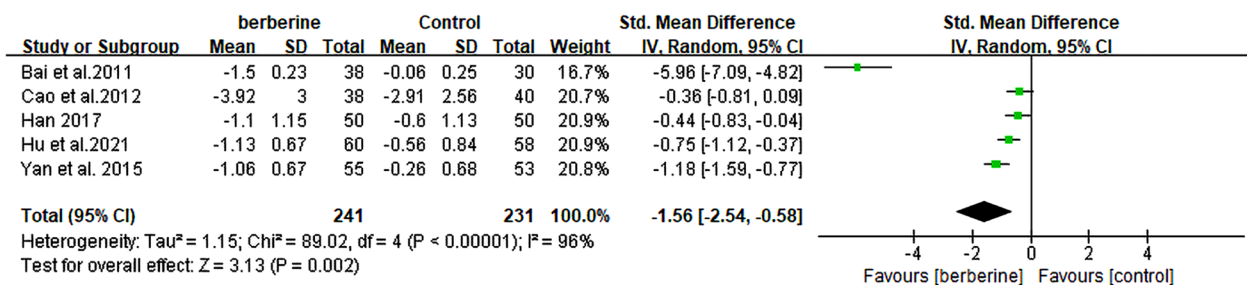 berberine Control Std. Mean Difference Std. Mean Difference
Study or Subgroup Mean SD Total Mean SD Total Weight IV, Random, 95% CI IV, Random, 95% CI
Bai et al.2011 -1.5 0.23 38 -0.06 0.25 30 16.7% -5.96 [-7.09, -4.82]
Cao et al.2012 -3.92 3 38 -2.91 2.56 40 20.7% -0.36 [-0.81, 0.09]
Han 2017 -1.1 1.15 50 -0.6 1.13 50 20.9% -0.44 [-0.83, -0.04]
Hu et al.2021 -1.13 0.67 60 -0.56 0.84 58 20.9% -0.75 [-1.12, -0.37]
Yan et al. 2015 -1.06 0.67 55 -0.26 0.68 53 20.8% -1.18 [-1.59, -0.77]
Total (95% CI) 241 231 100.0% -1.56 [-2.54, -0.58]
Heterogeneity: Tau² = 1.15; Chi² = 89.02, df = 4 (P < 0.00001); I² = 96%
Test for overall effect: Z = 3.13 (P = 0.002)
-4 -2 0 2 4
Favours [berberine] Favours [control]